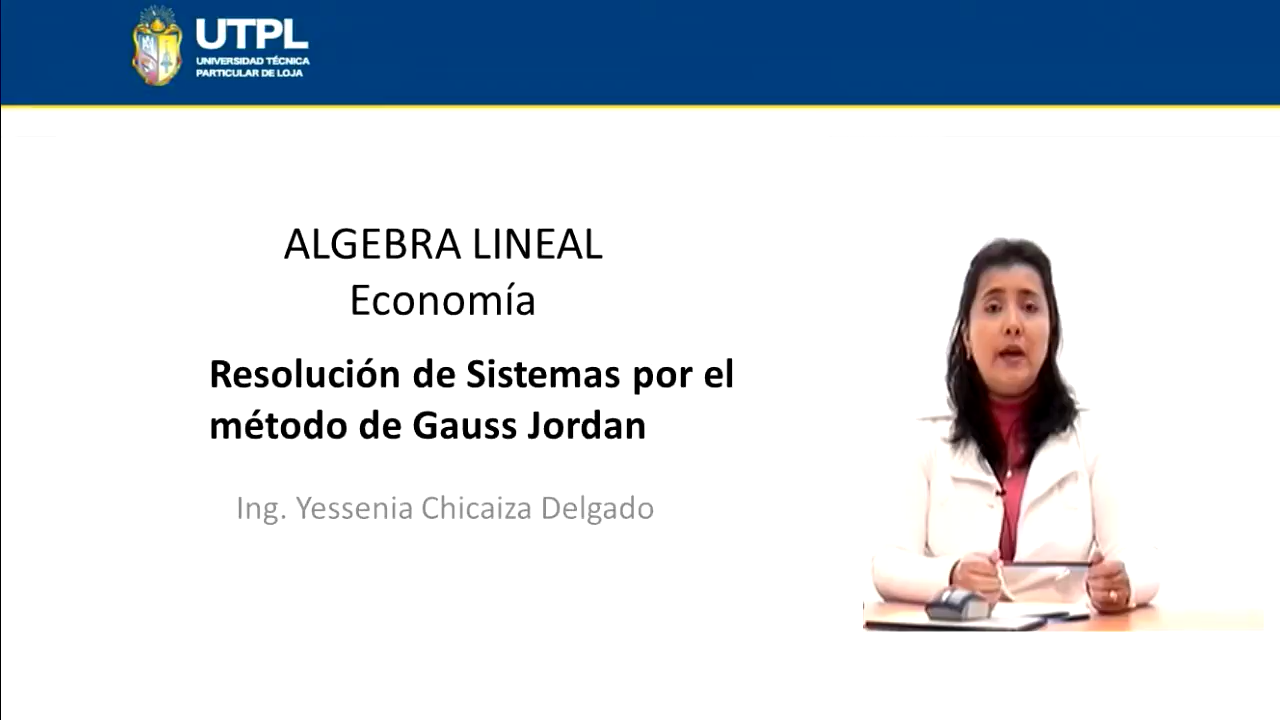 UTPL
UNIVERSIDAD TÉCNICA
PARTICULAR DE LOJA
ALGEBRA LINEAL
Economía
Resolución de Sistemas por el
método de Gauss Jordan
Ing. Yessenia Chicaiza Delgado